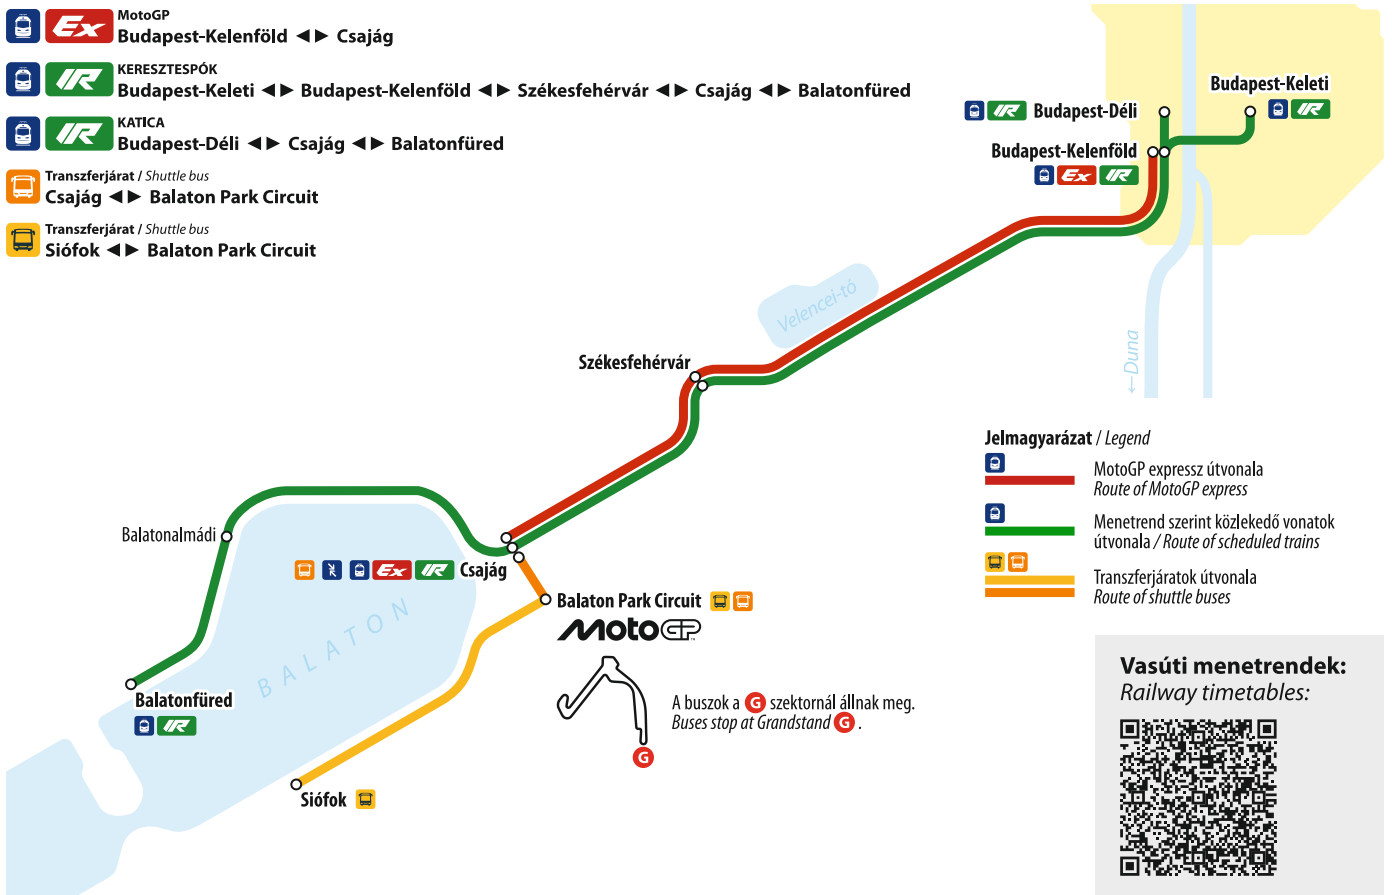 MotoGP
Ex Budapest-Kelenföld ◄► Csajág
KERESZTESPÓK
IR Budapest-Keleti ◄► Budapest-Kelenföld ◄► Székesfehérvár ◄► Csajág ◄► Balatonfüred
KATICA
IR Budapest-Déli ◄► Csajág ◄► Balatonfüred
Transzferjárat / Shuttle bus
Csajág ◄► Balaton Park Circuit
Transzferjárat / Shuttle bus
Siófok ◄► Balaton Park Circuit
Budapest-Keleti
IR
IR Budapest-Déli
Budapest-Kelenföld
Ex IR
Velencei-tó
←Duna
Székesfehérvár
Jelmagyarázat / Legend
MotoGP expressz útvonala
Route of MotoGP express
Menetrend szerint közlekedő vonatok
útvonala / Route of scheduled trains
Transzferjáratok útvonala
Route of shuttle buses
Balatonalmádi
Ex IR Csajág
Balaton Park Circuit
MotoGP™
BALATON
Balatonfüred
IR
A buszok a G szektornál állnak meg.
Buses stop at Grandstand G .
G
Siófok
Vasúti menetrendek:
Railway timetables: